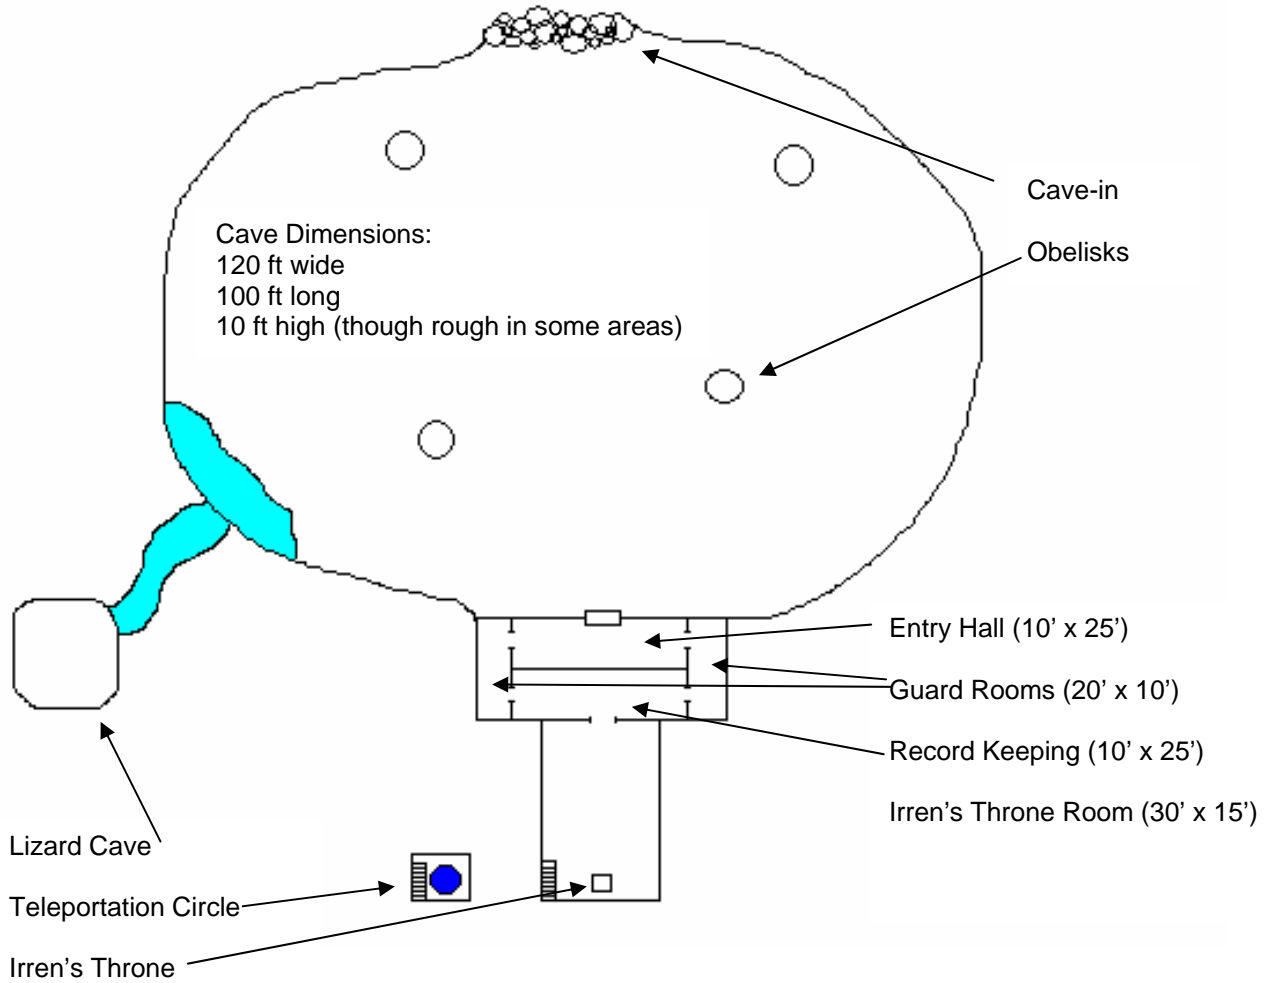 Cave-in
Cave Dimensions:
120 ft wide
100 ft long
10 ft high (though rough in some areas)
Obelisks
Entry Hall (10’ x 25’)
Guard Rooms (20’ x 10’)
Record Keeping (10’ x 25’)
Irren’s Throne Room (30’ x 15’)
Lizard Cave
Teleportation Circle
Irren’s Throne